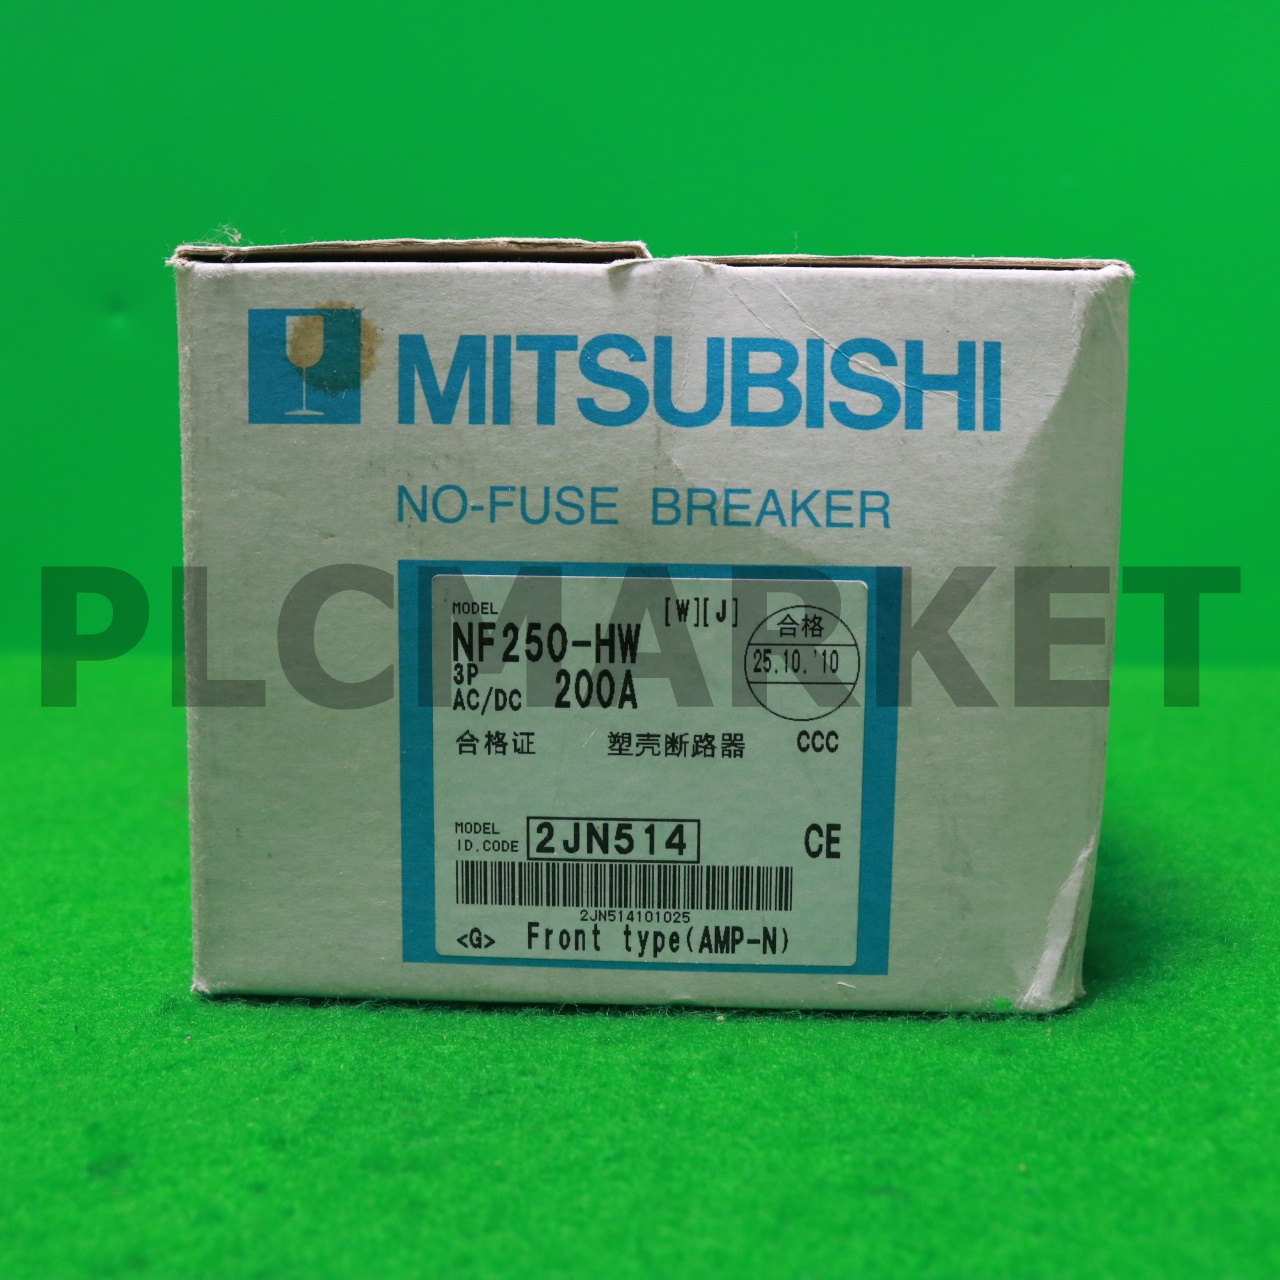 MITSUBISHI
NO-FUSE BREAKER
PLCMARKET
MODEL
[W][J]
NF250-HW
3P
AC/DC 200A
合格
25.10.'10
合格证 塑壳断路器 CCC
MODEL
ID.CODE 2JN514 CE
2JN514101025
<G> Front type(AMP-N)